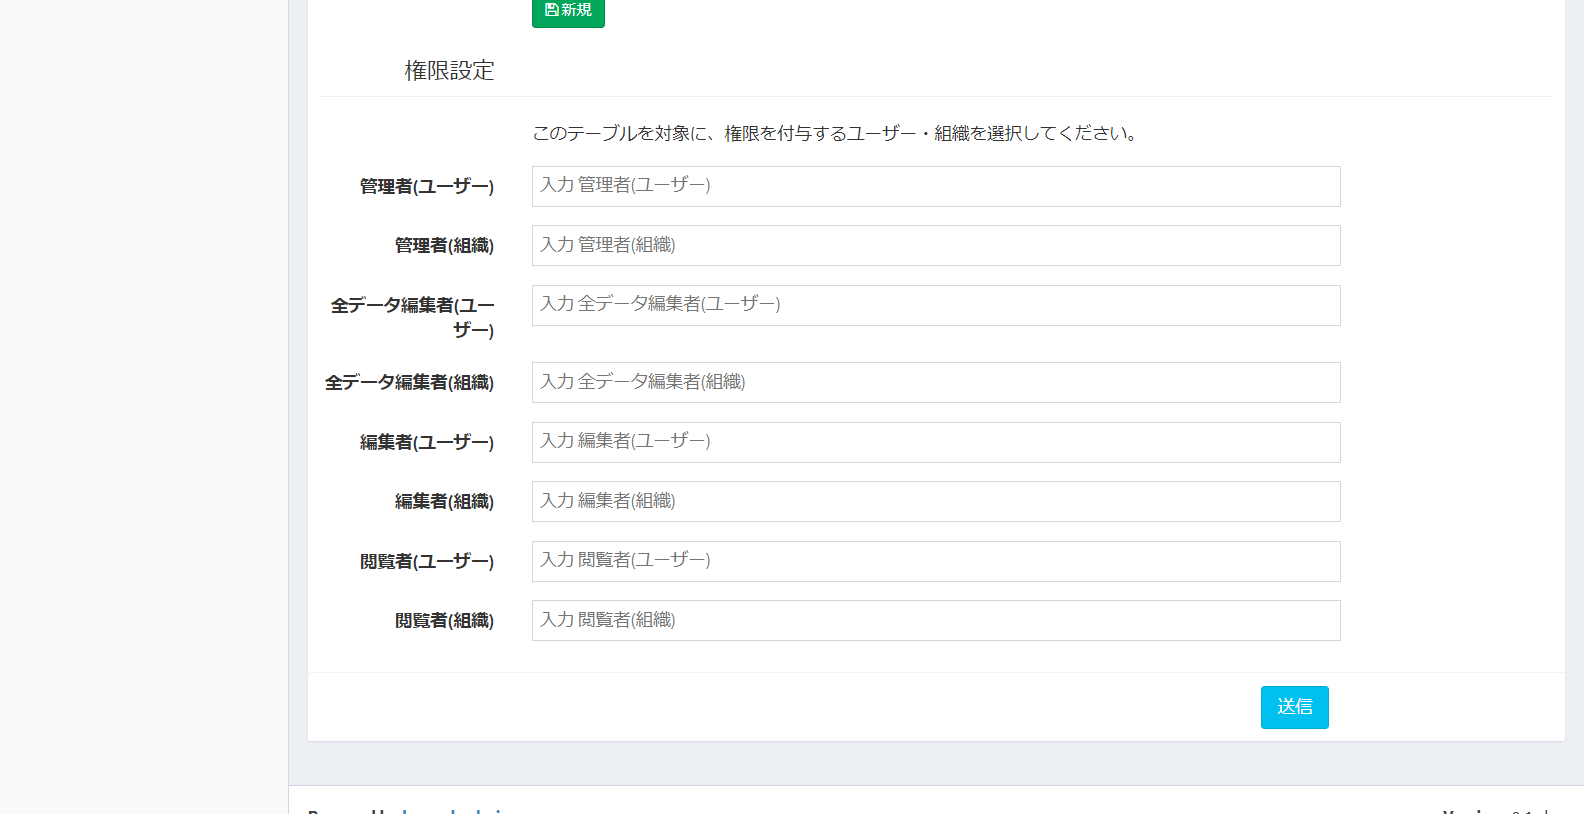 新規
権限設定
このテーブルを対象に、権限を付与するユーザー・組織を選択してください。
管理者(ユーザー) 入力 管理者(ユーザー)
管理者(組織) 入力 管理者(組織)
全データ編集者(ユー
ザー) 入力 全データ編集者(ユーザー)
全データ編集者(組織) 入力 全データ編集者(組織)
編集者(ユーザー) 入力 編集者(ユーザー)
編集者(組織) 入力 編集者(組織)
閲覧者(ユーザー) 入力 閲覧者(ユーザー)
閲覧者(組織) 入力 閲覧者(組織)
送信